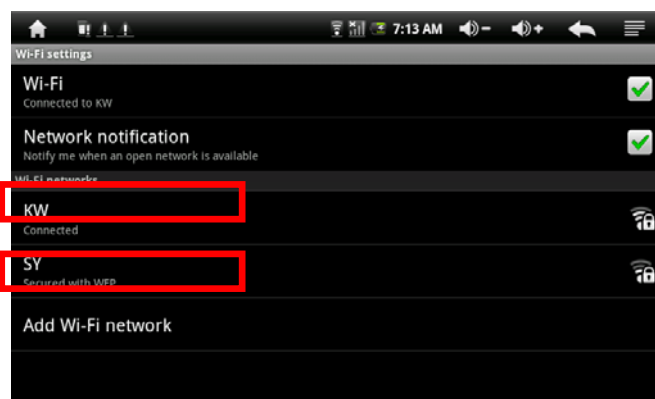 7:13 AM
Wi-Fi settings
Wi-Fi
Connected to KW
Network notification
Notify me when an open network is available
Wi-Fi networks
KW
Connected
SY
Secured with WEP
Add Wi-Fi network